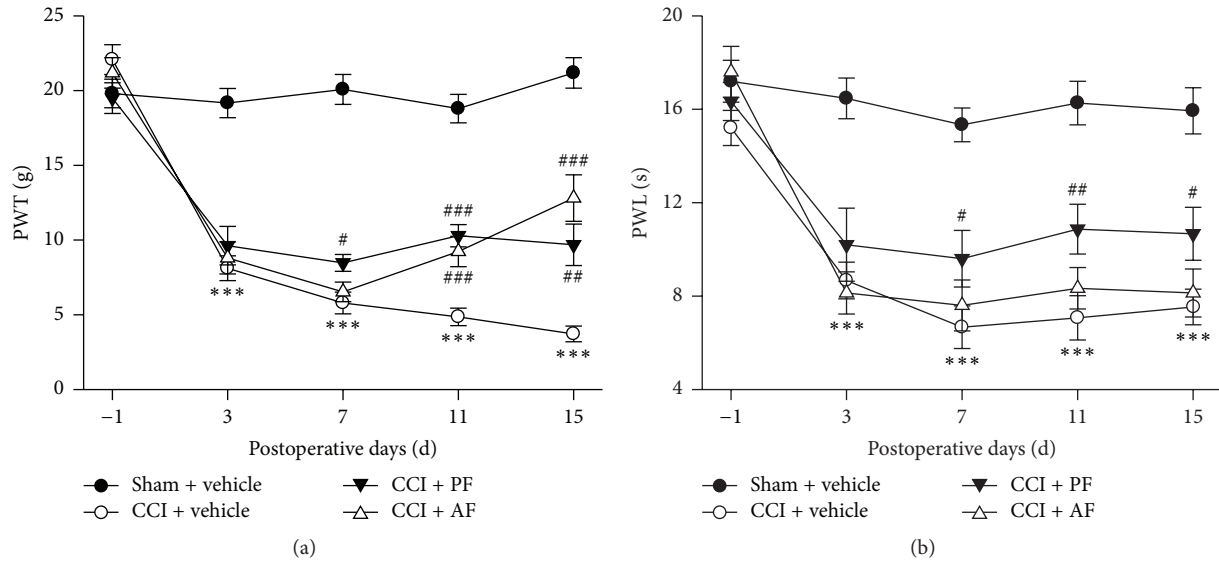 25
20
15
10
5
0
PWT (g)
###
#
###
###
##
***
***
***
***
−1
3
7
11
15
Postoperative days (d)
Sham + vehicle
CCI + PF
CCI + vehicle
CCI + AF
(a)
20
16
12
8
4
PWL (s)
#
##
#
***
***
***
***
−1
3
7
11
15
Postoperative days (d)
Sham + vehicle
CCI + PF
CCI + vehicle
CCI + AF
(b)